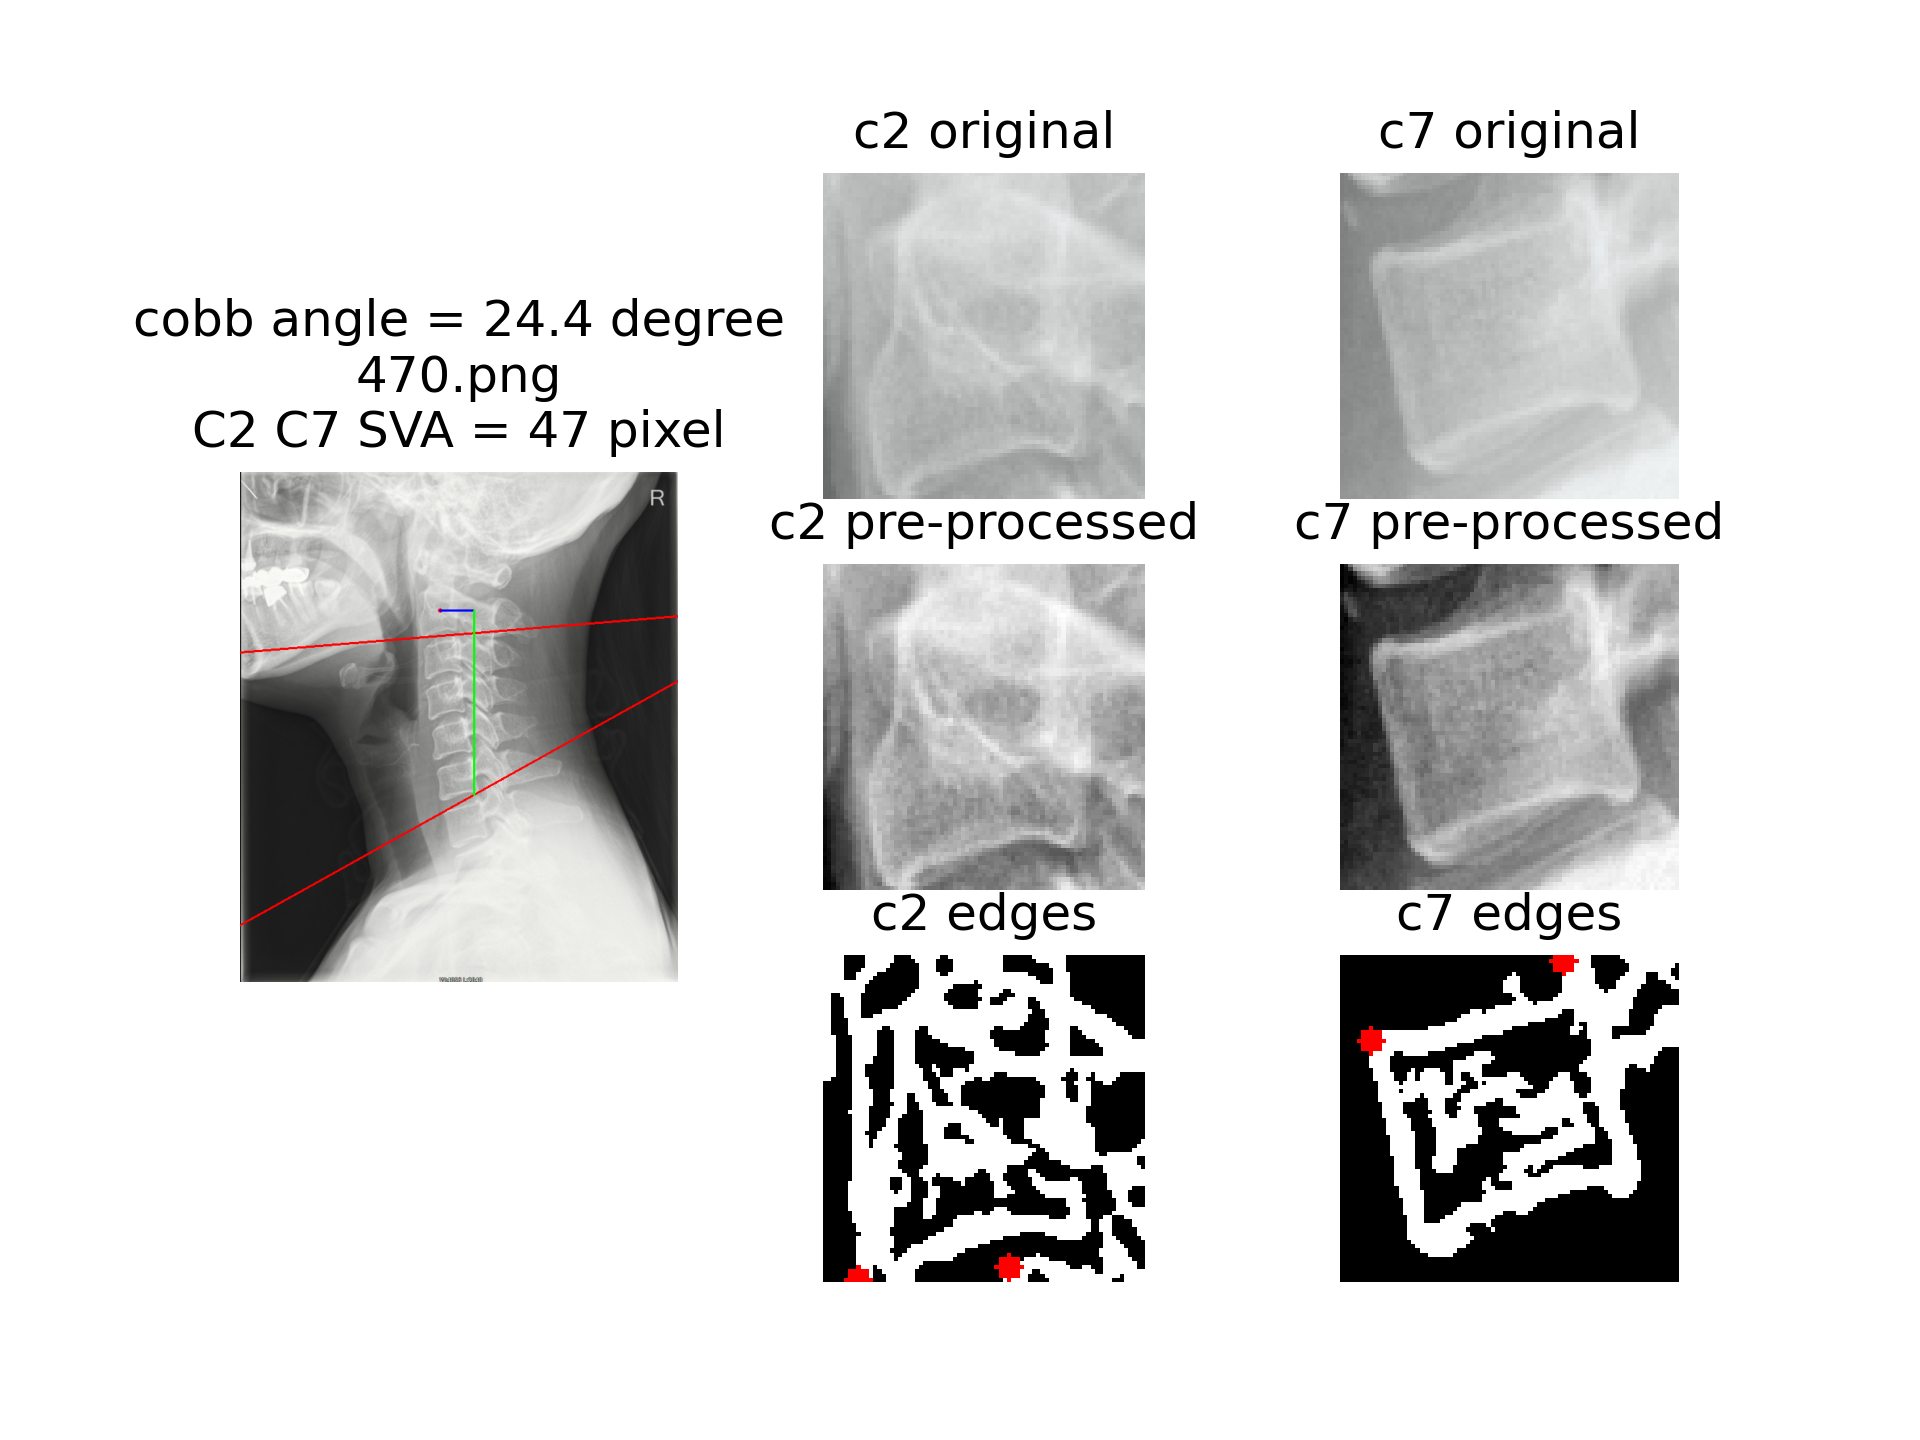 cobb angle = 24.4 degree
470.png
C2 C7 SVA = 47 pixel
R
c2 original
c7 original
c2 pre-processed
c7 pre-processed
c2 edges
c7 edges